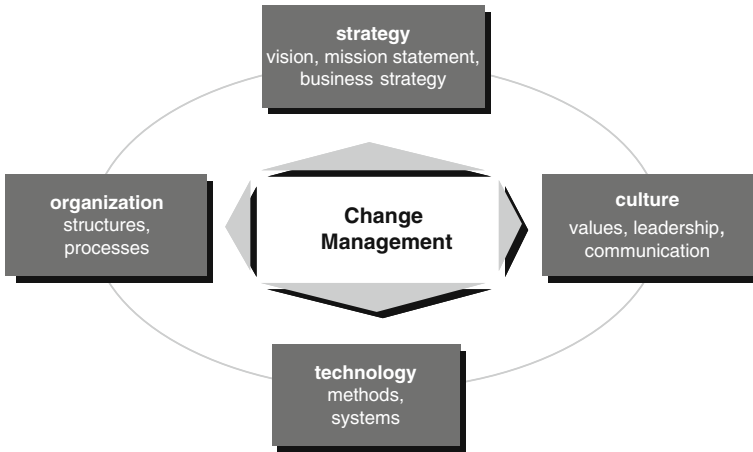 strategy
vision, mission statement,
business strategy
organization
structures,
processes
Change
Management
culture
values, leadership,
communication
technology
methods,
systems